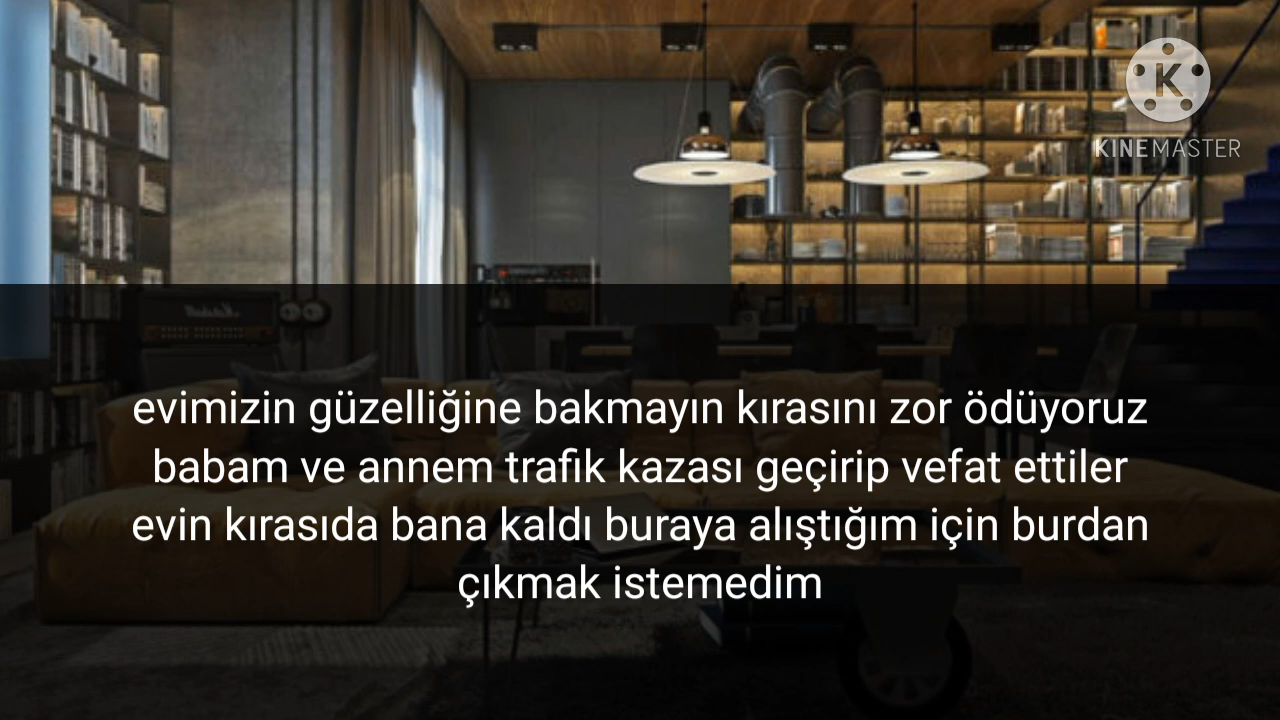 KINEMASTER
evimizin güzelliğine bakmayın kırasını zor ödüyoruz
babam ve annem trafik kazası geçirip vefat ettiler
evin kırasıda bana kaldı buraya alıştığım için burdan
çıkmak istemedim